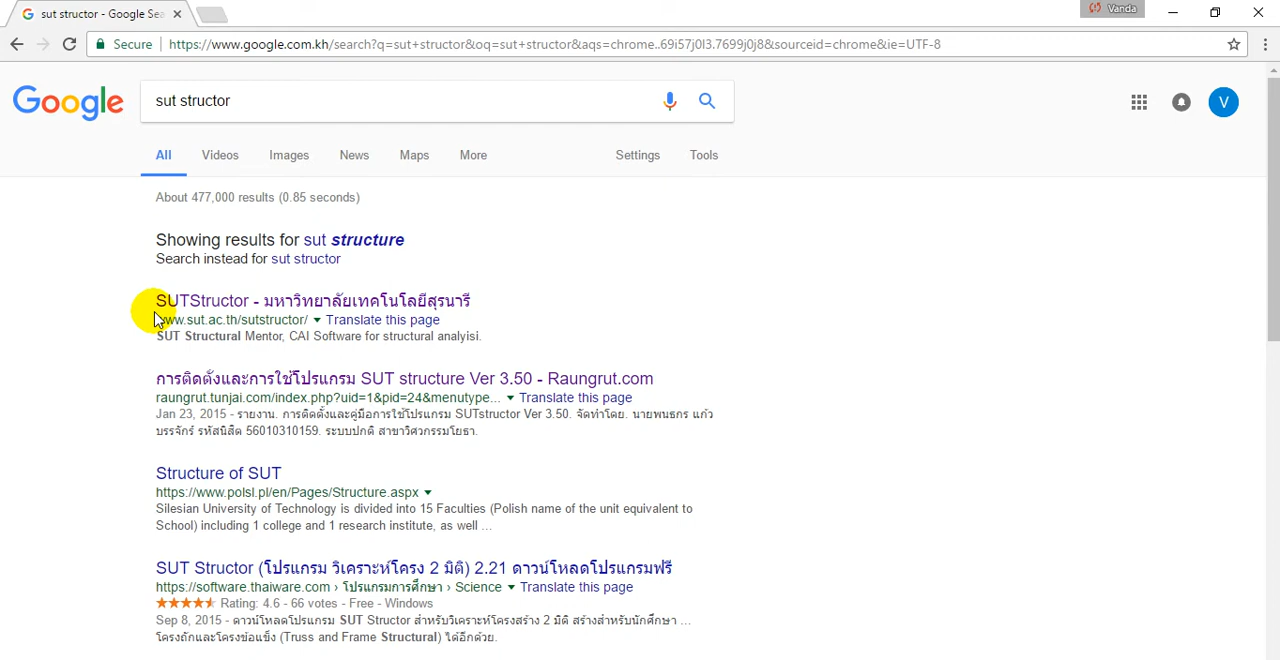 sut structor - Google Sea
Vanda
Secure
https://www.google.com.kh/search?q=sut+structor&oq=sut+structor&aqs=chrome..69i57j0l3.7699j0j8&sourceid=chrome&ie=UTF-8
Google
sut structor
V
All
Videos
Images
News
Maps
More
Settings
Tools
About 477,000 results (0.85 seconds)
Showing results for sut structure
Search instead for sut structor
SUTStructor - มหาวิทยาลัยเทคโนโลยีสุรนารี
www.sut.ac.th/sutstructor/ Translate this page
SUT Structural Mentor, CAI Software for structural analyisi.
การติดตั้งและการใช้โปรแกรม SUT structure Ver 3.50 - Raungrut.com
raungrut.tunjai.com/index.php?uid=1&pid=24&menutype... Translate this page
Jan 23, 2015 - รายงาน. การติดตั้งและคู่มือการใช้โปรแกรม SUTstructor Ver 3.50. จัดทำโดย. นายพนธกร แก้ว
บรรจักร์ รหัสนิสิต 56010310159. ระบบปกติ สาขาวิศวกรรมโยธา.
Structure of SUT
https://www.polsl.pl/en/Pages/Structure.aspx
Silesian University of Technology is divided into 15 Faculties (Polish name of the unit equivalent to
School) including 1 college and 1 research institute, as well ...
SUT Structor (โปรแกรม วิเคราะห์โครง 2 มิติ) 2.21 ดาวน์โหลดโปรแกรมฟรี
https://software.thaiware.com › โปรแกรมการศึกษา › Science Translate this page
Rating: 4.6 - 66 votes - Free - Windows
Sep 8, 2015 - ดาวน์โหลดโปรแกรม SUT Structor สำหรับวิเคราะห์โครงสร้าง 2 มิติ สร้างสำหรับนักศึกษา ...
โครงถักและโครงข้อแข็ง (Truss and Frame Structural) ได้อีกด้วย.